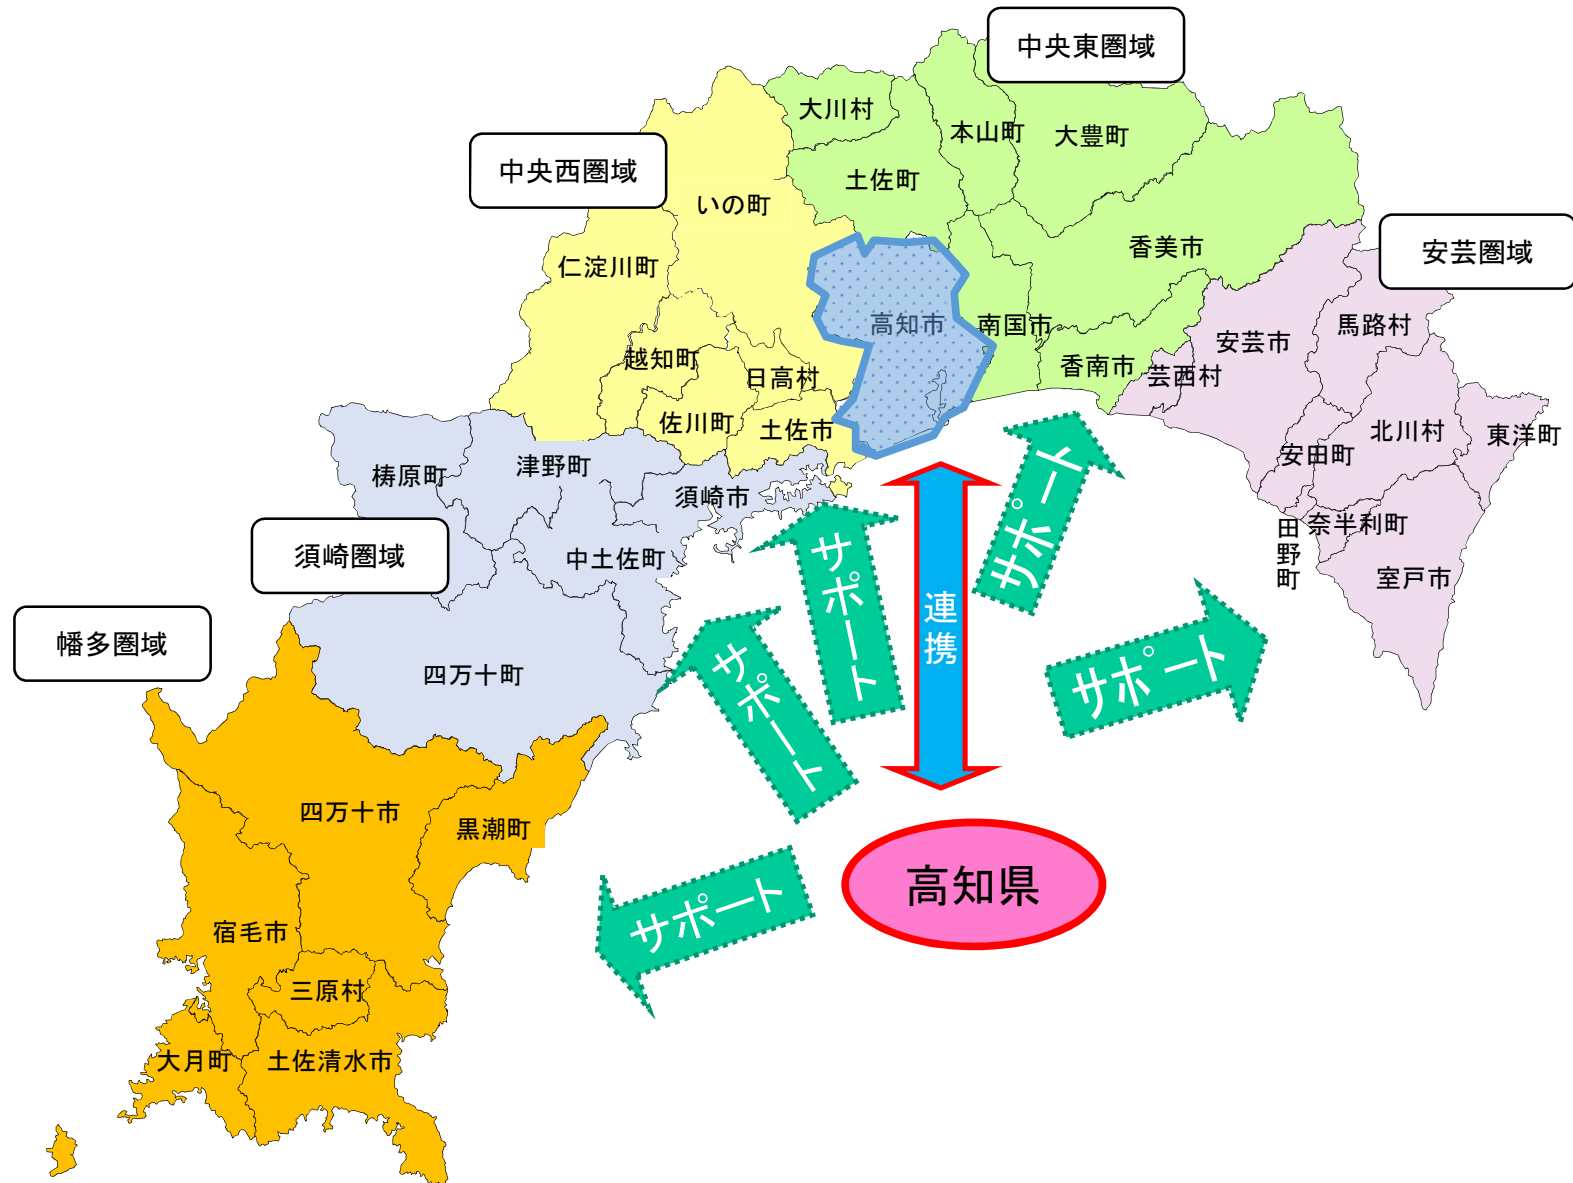 中央東圏域
大川村
本山町
大豊町
中央西圏域
土佐町
いの町
香美市
安芸圏域
仁淀川町
高知市
南国市
馬路村
安芸市
越知町
日高村
香南市
芸西村
佐川町
土佐市
北川村
東洋町
津野町
梼原町
安田町
須崎市
サポート
田野町
奈半利町
須崎圏域
中土佐町
サポート
室戸市
連携
幡多圏域
四万十町
サポート
サポート
四万十市
黒潮町
高知県
サポート
宿毛市
三原村
大月町
土佐清水市